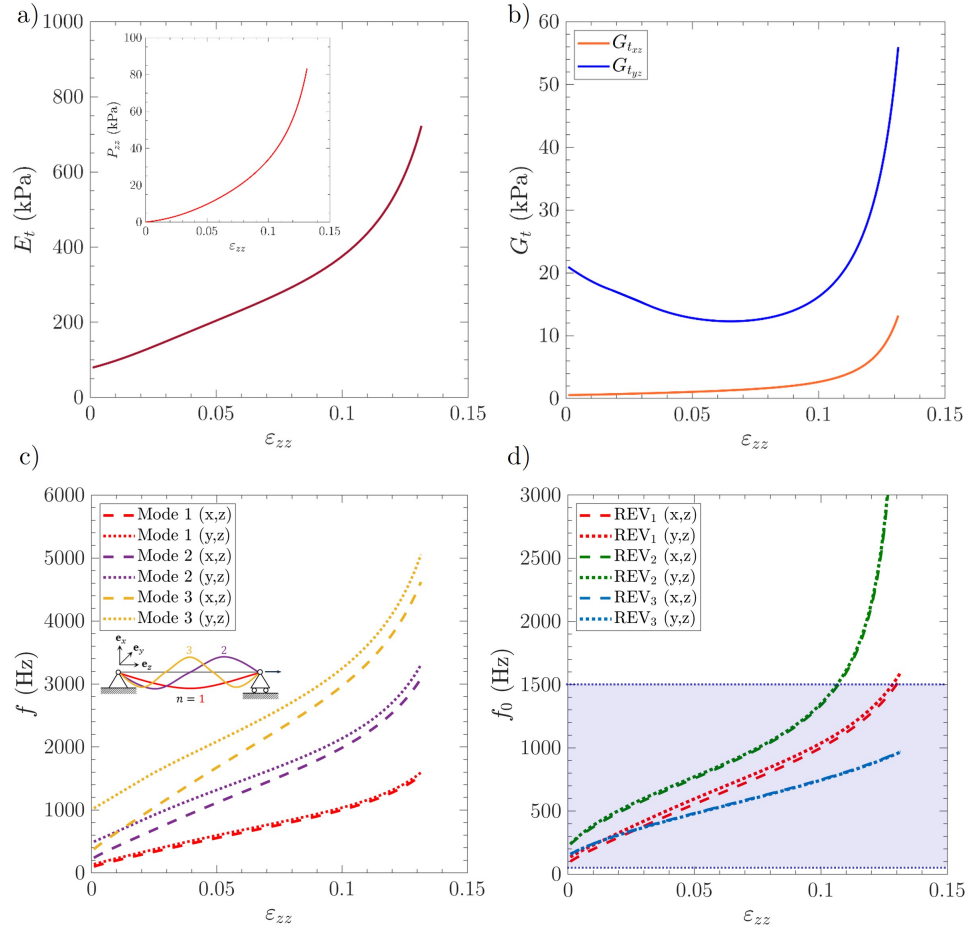 a)
1000
800
600
400
200
0
0
0.05
0.1
0.15
E_t (kPa)
ε_zz
100
80
60
40
20
0
0
0.05
0.1
0.15
P_zz (kPa)
ε_zz
b)
60
50
40
30
20
10
0
0
0.05
0.1
0.15
G_t (kPa)
ε_zz
G_{t_xz}
G_{t_yz}
c)
6000
5000
4000
3000
2000
1000
0
0
0.05
0.1
0.15
f (Hz)
ε_zz
Mode 1 (x,z)
Mode 1 (y,z)
Mode 2 (x,z)
Mode 2 (y,z)
Mode 3 (x,z)
Mode 3 (y,z)
e_x
e_y
e_z
3
2
n = 1
d)
3000
2500
2000
1500
1000
500
0
0
0.05
0.1
0.15
f_0 (Hz)
ε_zz
REV_1 (x,z)
REV_1 (y,z)
REV_2 (x,z)
REV_2 (y,z)
REV_3 (x,z)
REV_3 (y,z)